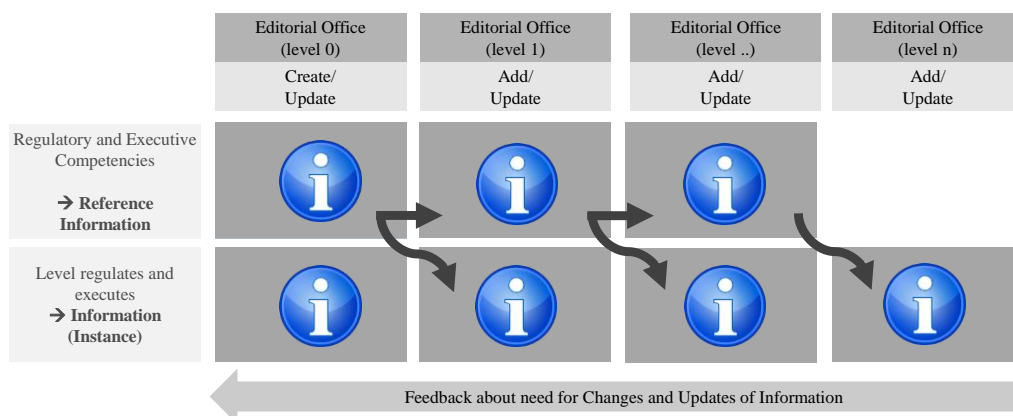 Editorial Office
(level 0)
Editorial Office
(level 1)
Editorial Office
(level ..)
Editorial Office
(level n)
Create/
Update
Add/
Update
Add/
Update
Add/
Update
Regulatory and Executive
Competencies
→ Reference
Information
Level regulates and
executes
→ Information
(Instance)
Feedback about need for Changes and Updates of Information